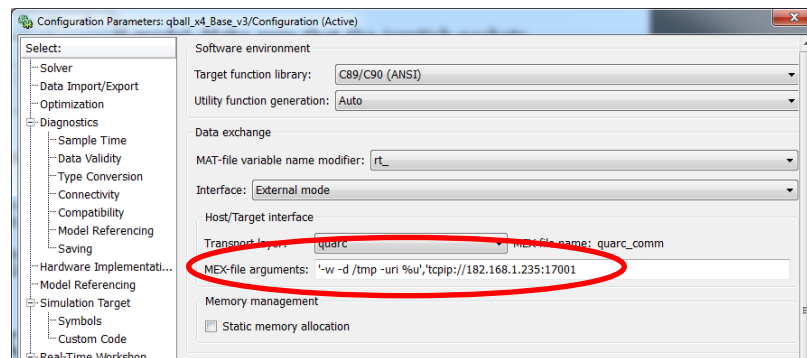 Configuration Parameters: qball_x4_Base_v3/Configuration (Active)
Select:
Solver
Data Import/Export
Optimization
Diagnostics
Sample Time
Data Validity
Type Conversion
Connectivity
Compatibility
Model Referencing
Saving
Hardware Implementati...
Model Referencing
Simulation Target
Symbols
Custom Code
Real-Time Workshop
Software environment
Target function library: C89/C90 (ANSI)
Utility function generation: Auto
Data exchange
MAT-file variable name modifier: rt_
Interface: External mode
Host/Target interface
Transport layer: quarc MEX-file name: quarc_comm
MEX-file arguments: '-w -d /tmp -uri %u','tcpip://182.168.1.235:17001
Memory management
Static memory allocation